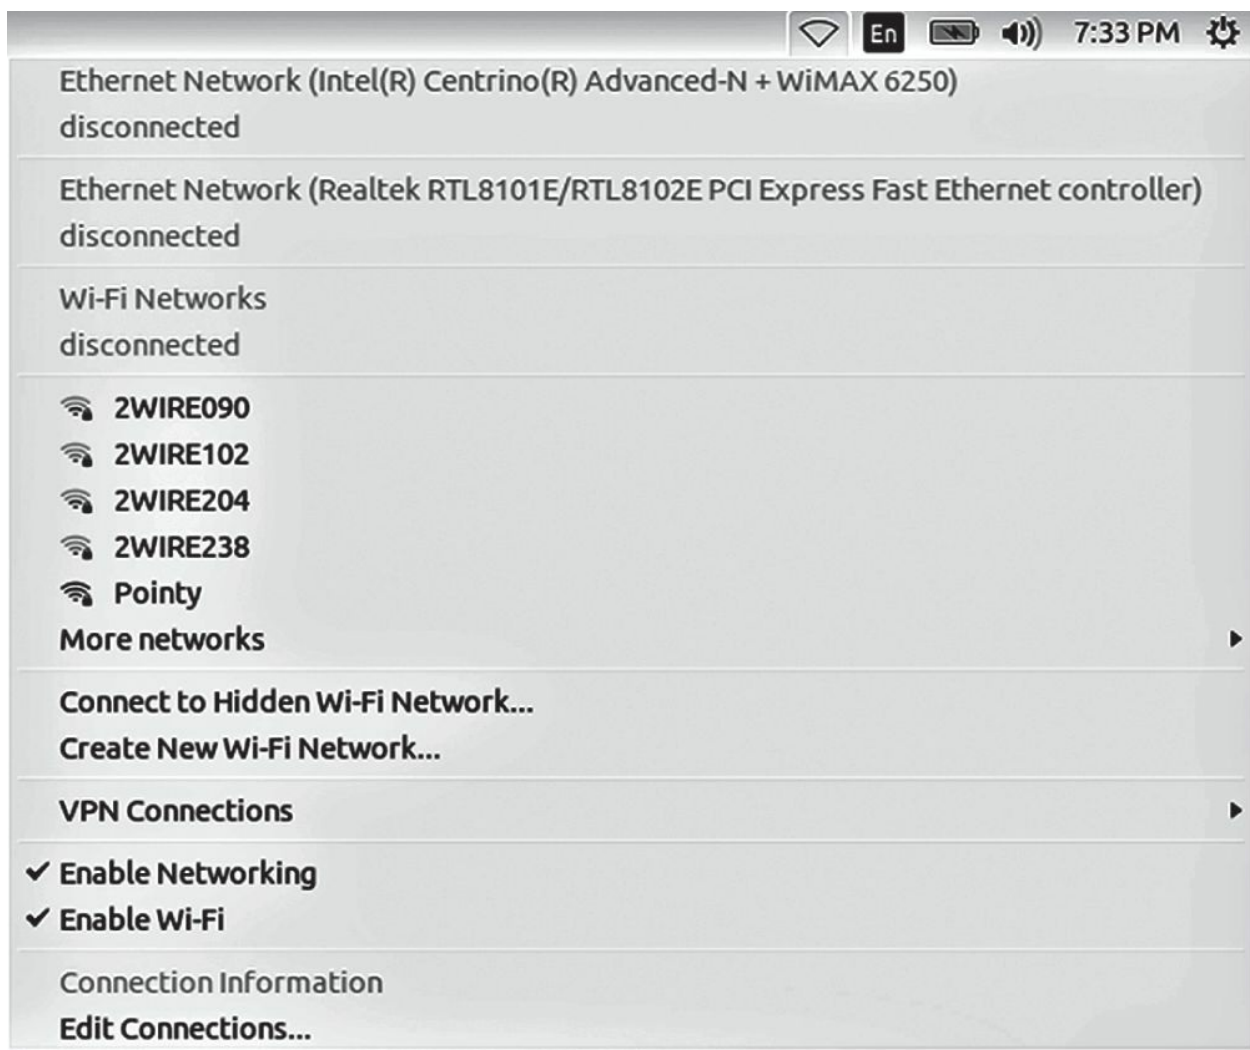 En 7:33 PM
Ethernet Network (Intel(R) Centrino(R) Advanced-N + WiMAX 6250)
disconnected
Ethernet Network (Realtek RTL8101E/RTL8102E PCI Express Fast Ethernet controller)
disconnected
Wi-Fi Networks
disconnected
2WIRE090
2WIRE102
2WIRE204
2WIRE238
Pointy
More networks
Connect to Hidden Wi-Fi Network...
Create New Wi-Fi Network...
VPN Connections
Enable Networking
Enable Wi-Fi
Connection Information
Edit Connections...